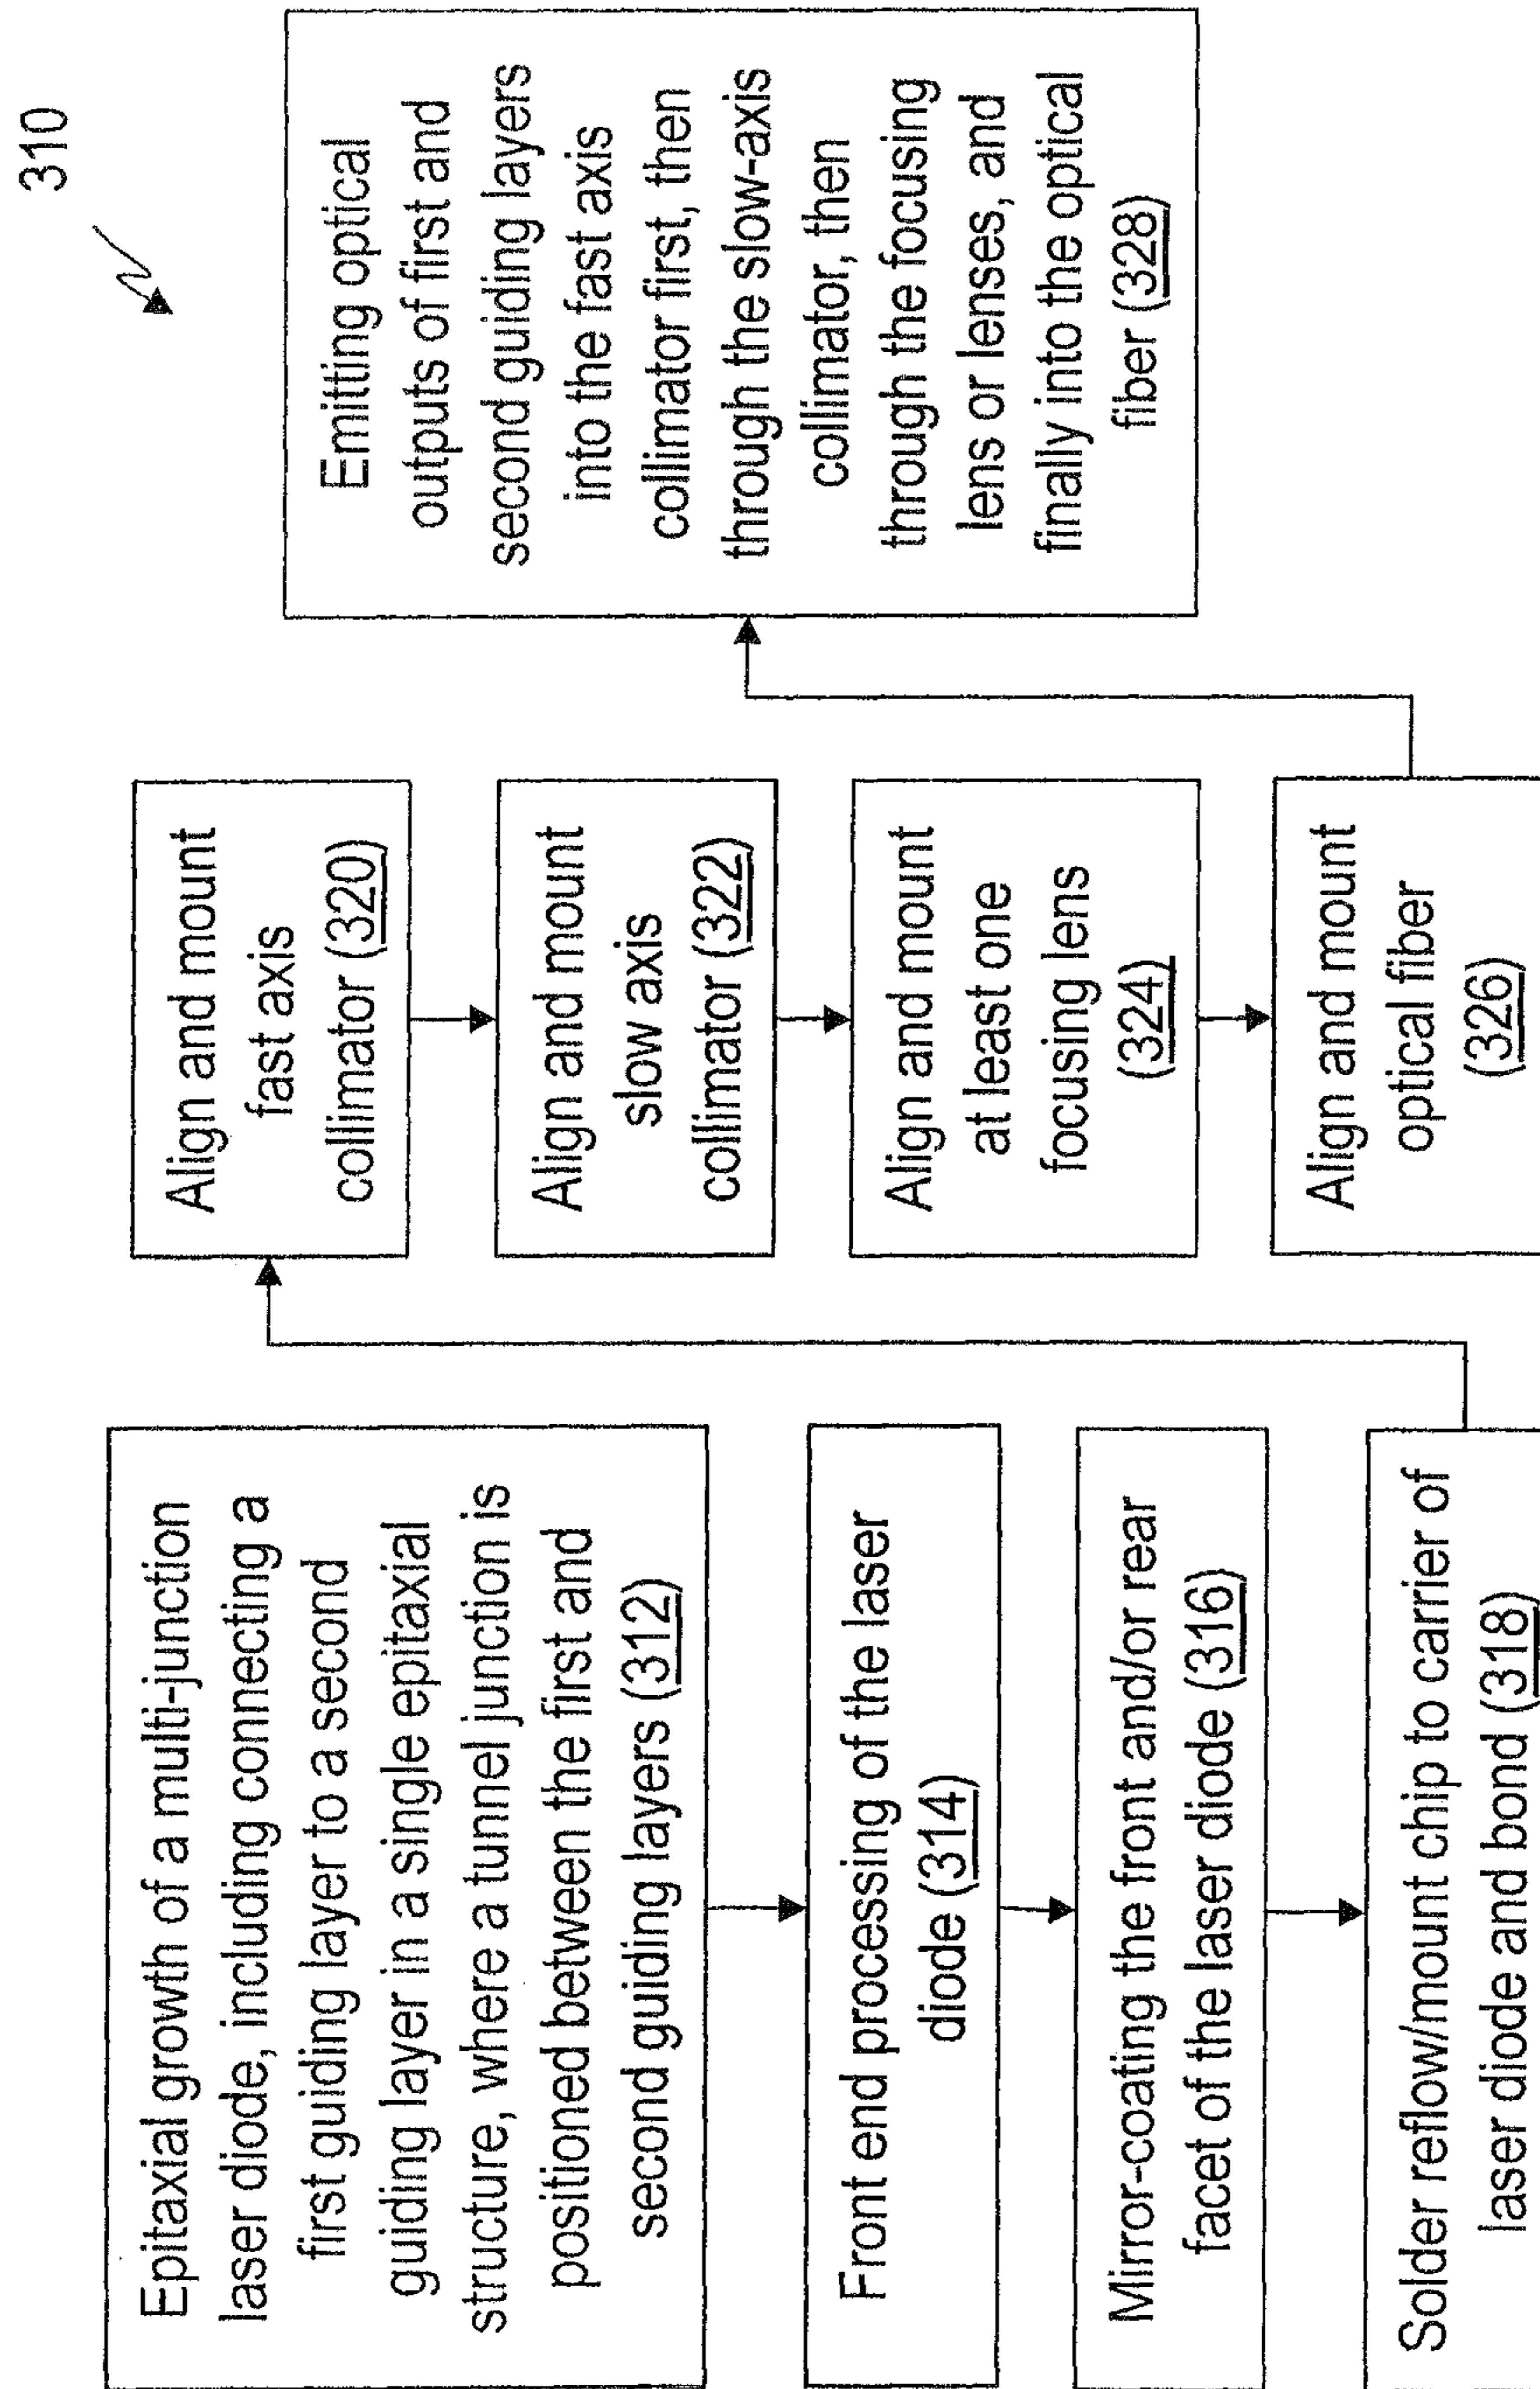 310
Epitaxial growth of a multi-junction
laser diode, including connecting a
first guiding layer to a second
guiding layer in a single epitaxial
structure, where a tunnel junction is
positioned between the first and
second guiding layers (312)
Front end processing of the laser
diode (314)
Mirror-coating the front and/or rear
facet of the laser diode (316)
Solder reflow/mount chip to carrier of
laser diode and bond (318)
Align and mount
fast axis
collimator (320)
Align and mount
slow axis
collimator (322)
Align and mount
at least one
focusing lens
(324)
Align and mount
optical fiber
(326)
Emitting optical
outputs of first and
second guiding layers
into the fast axis
collimator first, then
through the slow-axis
collimator, then
through the focusing
lens or lenses, and
finally into the optical
fiber (328)